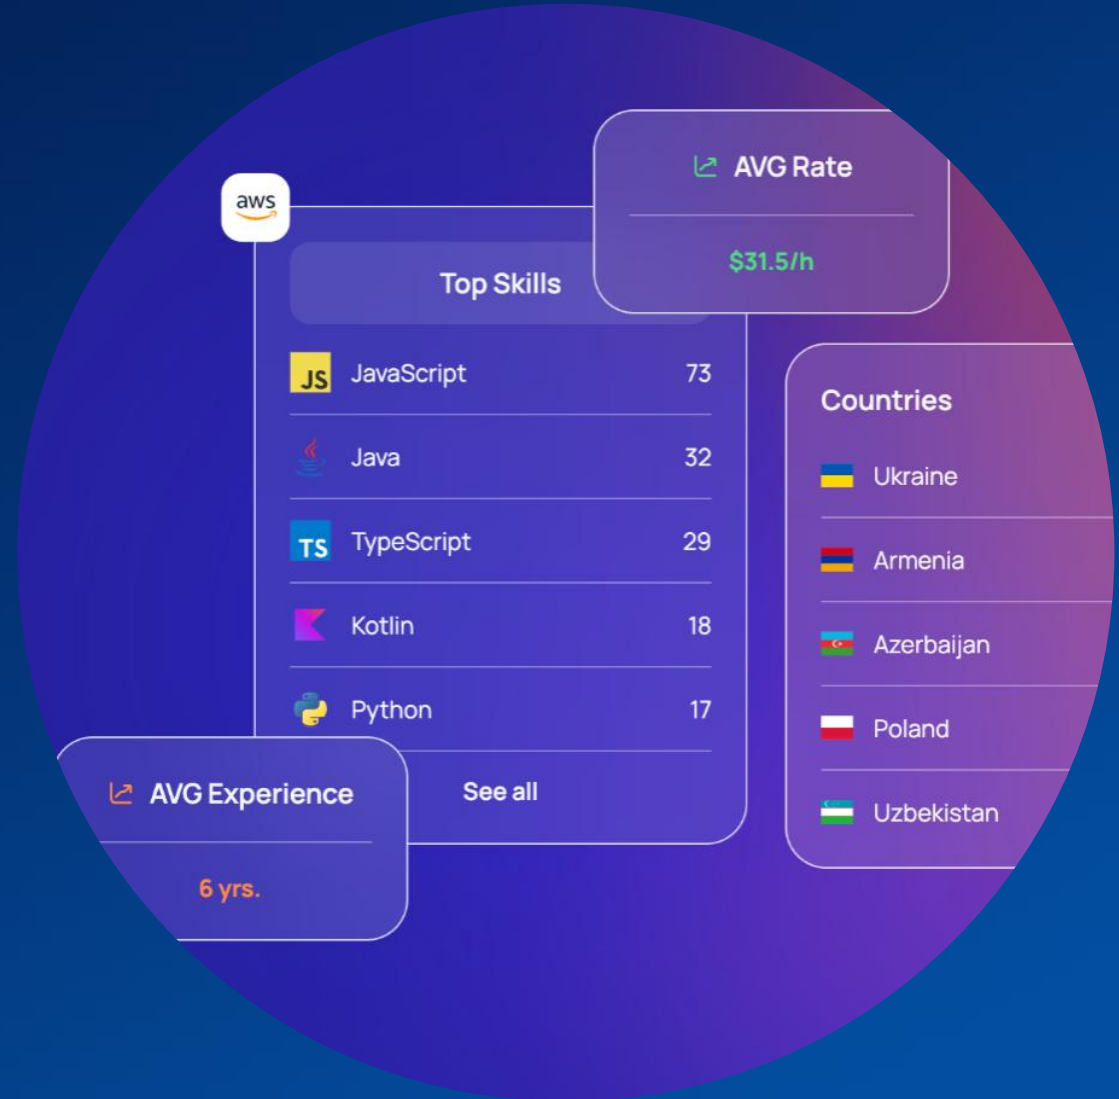 aws
AVG Rate
$31.5/h
Top Skills
JS JavaScript 73
Java 32
TS TypeScript 29
Kotlin 18
Python 17
See all
AVG Experience
6 yrs.
Countries
Ukraine
Armenia
Azerbaijan
Poland
Uzbekistan